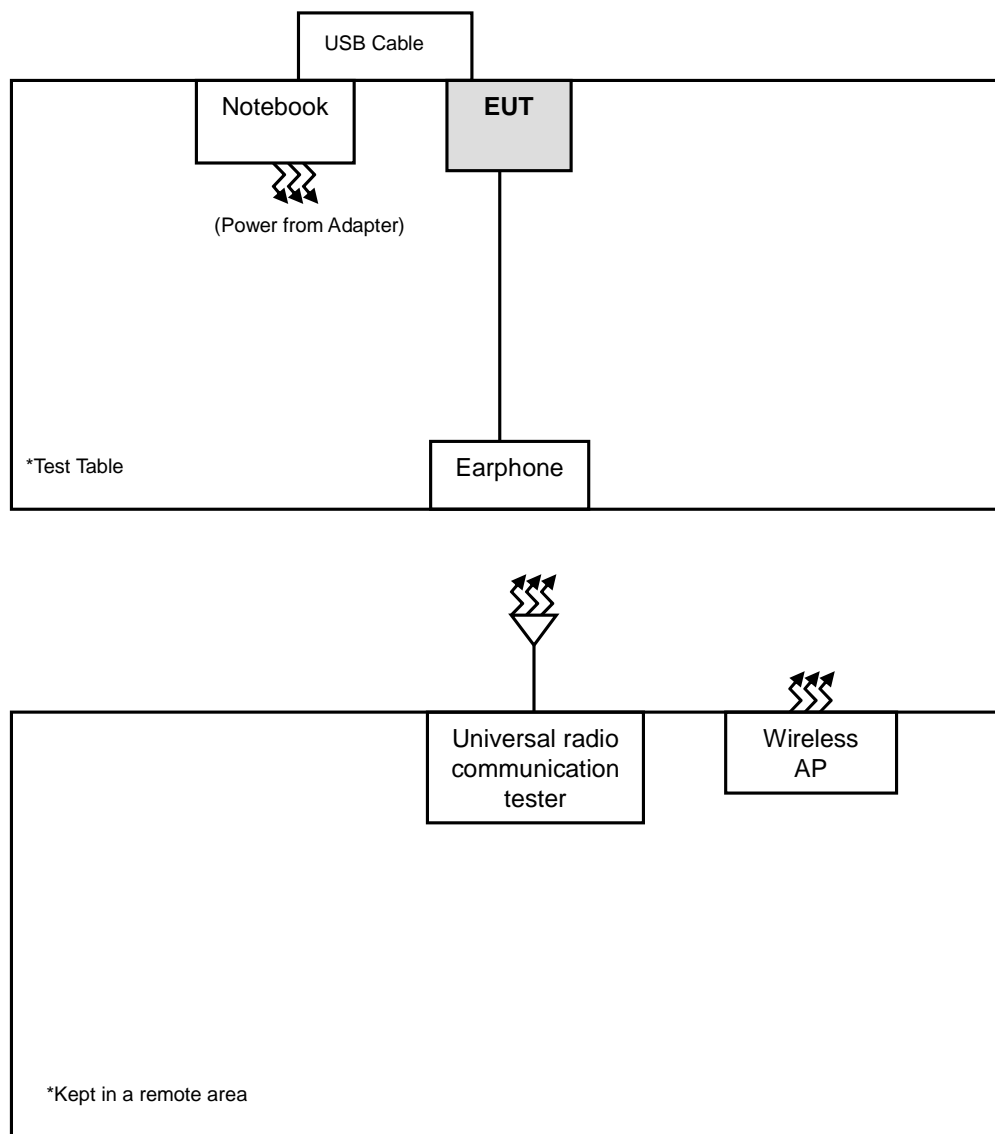 USB Cable
Notebook
EUT
(Power from Adapter)
*Test Table
Earphone
Universal radio
communication
tester
Wireless
AP
*Kept in a remote area